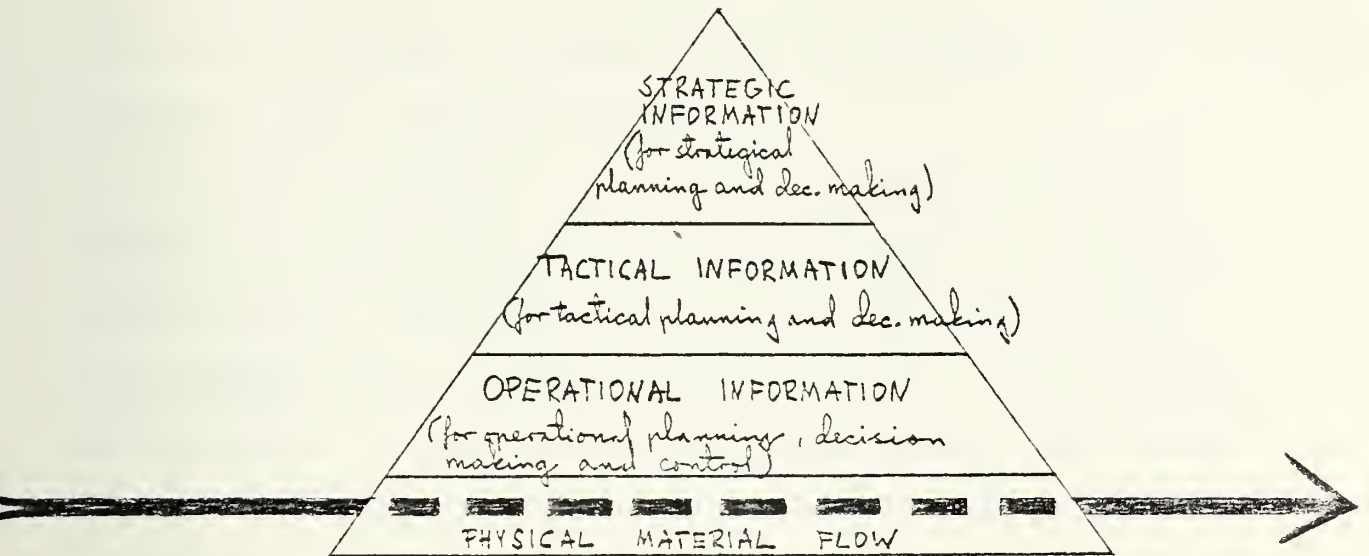 STRATEGIC
INFORMATION
(for strategical
planning and dec. making)
TACTICAL INFORMATION
(for tactical planning and dec. making)
OPERATIONAL INFORMATION
(for operational planning, decision
making and control)
PHYSICAL MATERIAL FLOW